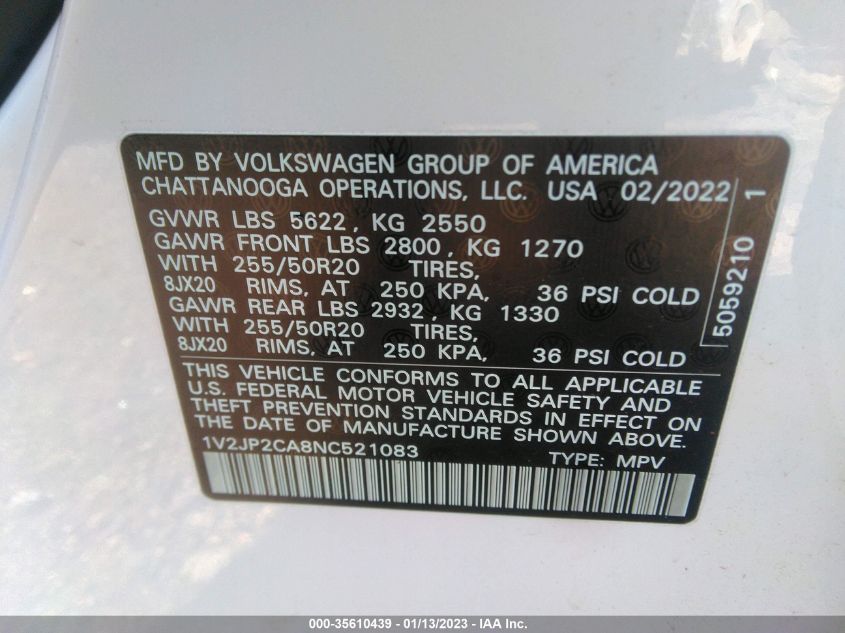 MFD BY VOLKSWAGEN GROUP OF AMERICA
CHATTANOOGA OPERATIONS, LLC. USA 02/2022
GVWR LBS 5622, KG 2550
GAWR FRONT LBS 2800, KG 1270
WITH 255/50R20 TIRES,
8JX20 RIMS, AT 250 KPA, 36 PSI COLD
GAWR REAR LBS 2932, KG 1330
WITH 255/50R20 TIRES,
8JX20 RIMS, AT 250 KPA, 36 PSI COLD
THIS VEHICLE CONFORMS TO ALL APPLICABLE
U.S. FEDERAL MOTOR VEHICLE SAFETY AND
THEFT PREVENTION STANDARDS IN EFFECT ON
THE DATE OF MANUFACTURE SHOWN ABOVE.
1V2JP2CA8NC521083 TYPE: MPV
5059210 1
000-35610439 - 01/13/2023 - IAA Inc.